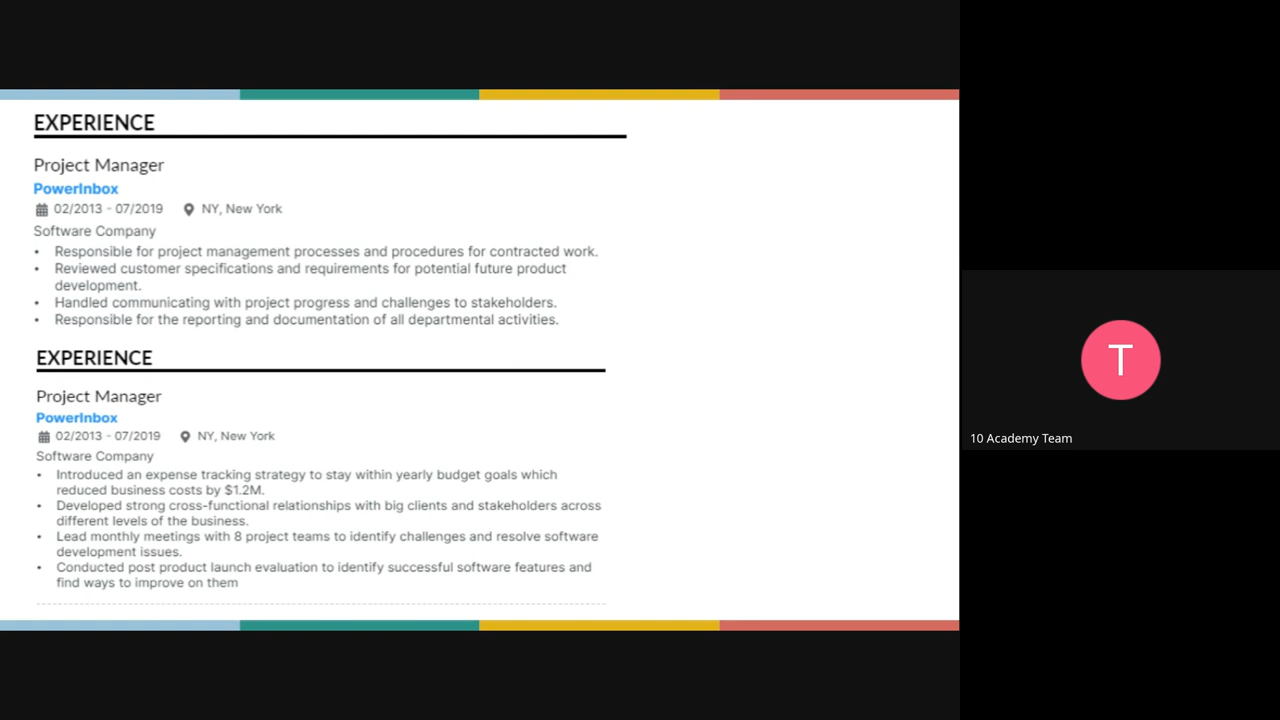 EXPERIENCE
Project Manager
PowerInbox
02/2013 - 07/2019 NY, New York
Software Company
• Responsible for project management processes and procedures for contracted work.
• Reviewed customer specifications and requirements for potential future product
development.
• Handled communicating with project progress and challenges to stakeholders.
• Responsible for the reporting and documentation of all departmental activities.
EXPERIENCE
Project Manager
PowerInbox
02/2013 - 07/2019 NY, New York
Software Company
• Introduced an expense tracking strategy to stay within yearly budget goals which
reduced business costs by $1.2M.
• Developed strong cross-functional relationships with big clients and stakeholders across
different levels of the business.
• Lead monthly meetings with 8 project teams to identify challenges and resolve software
development issues.
• Conducted post product launch evaluation to identify successful software features and
find ways to improve on them
T
10 Academy Team